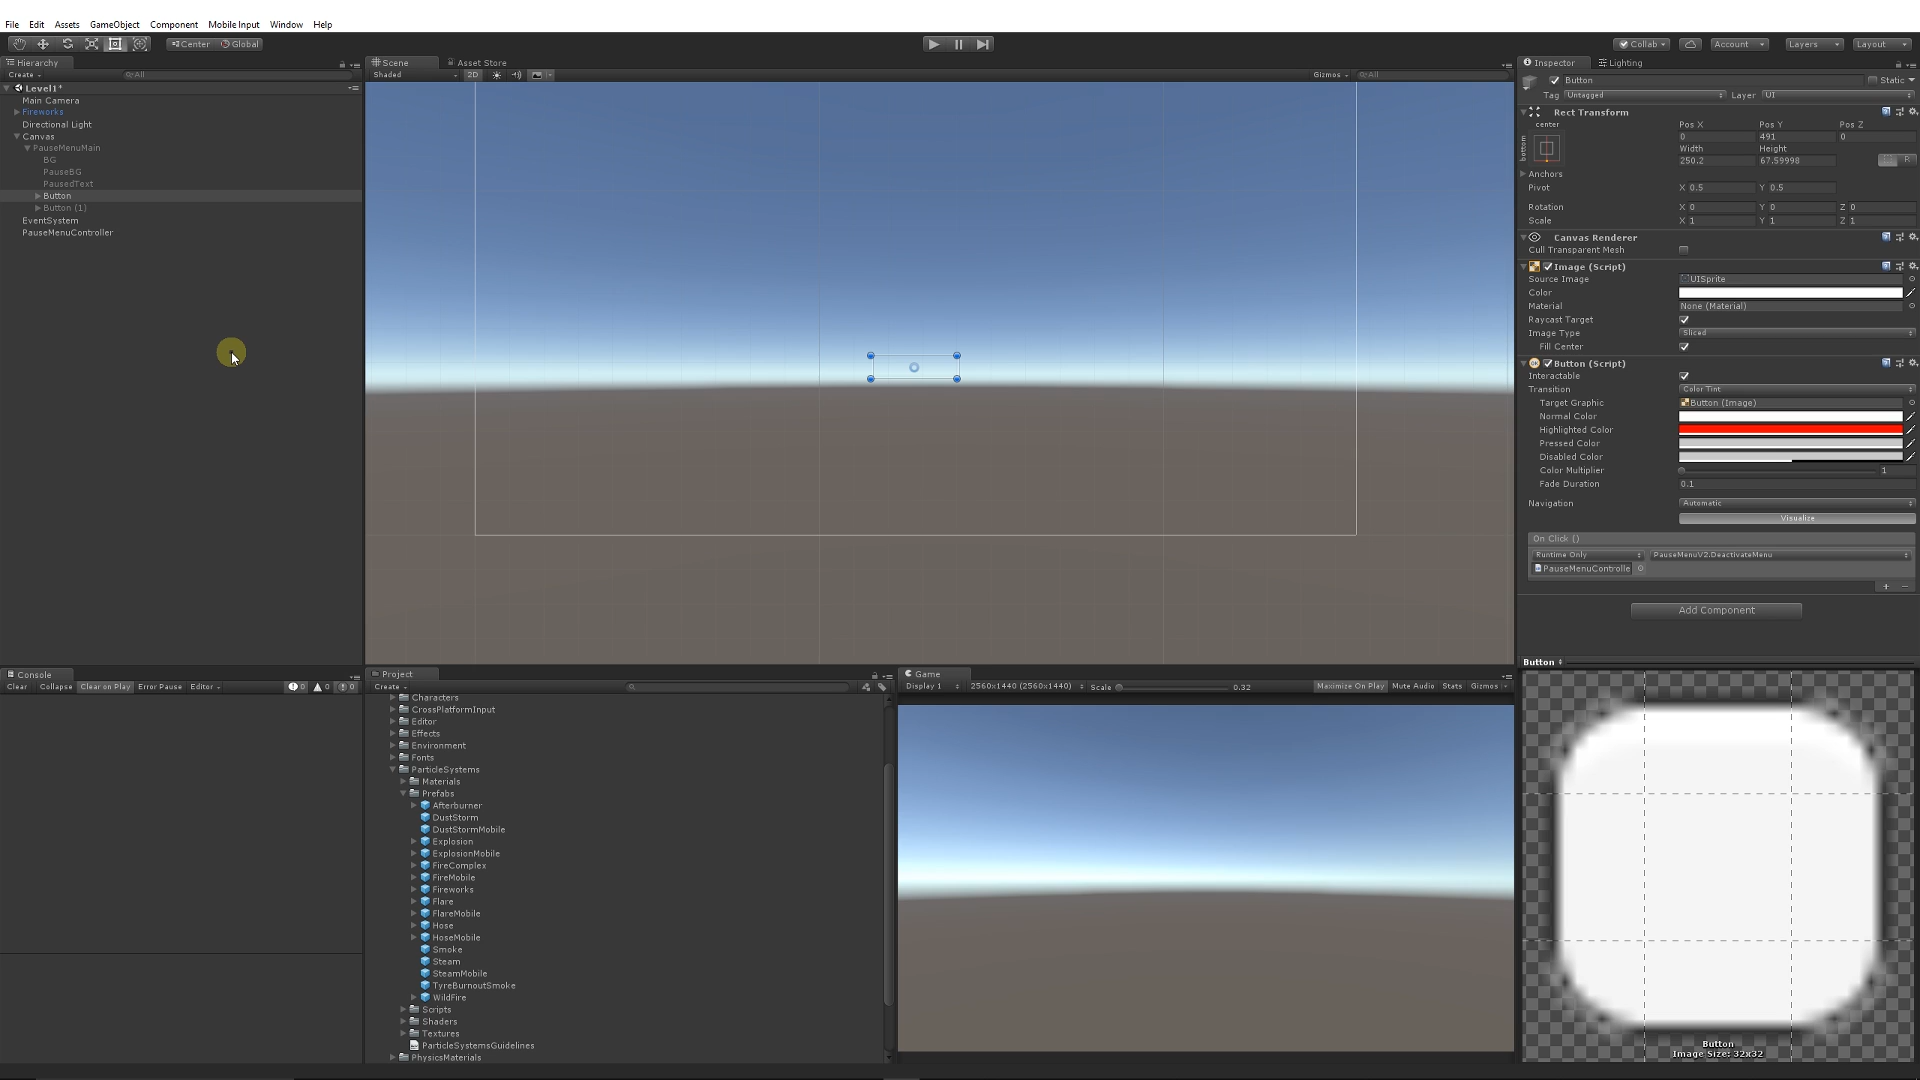 File Edit Assets GameObject Component Mobile Input Window Help
Center Global Collab Account Layers Layout
Hierarchy
Create All
Level1*
Main Camera
Fireworks
Directional Light
Canvas
PauseMenuMain
BG
PauseBG
PausedText
Button
Button (1)
EventSystem
PauseMenuController
Scene Asset Store
Shaded 2D Gizmos All
Inspector Lighting
Button Static
Tag Untagged Layer UI
Rect Transform
center
bottom
Pos X Pos Y Pos Z
0 491 0
Width Height
250.2 67.59998 R
Anchors
Pivot X 0.5 Y 0.5
Rotation X 0 Y 0 Z 0
Scale X 1 Y 1 Z 1
Canvas Renderer
Cull Transparent Mesh
Image (Script)
Source Image UISprite
Color
Material None (Material)
Raycast Target
Image Type Sliced
Fill Center
Button (Script)
Interactable
Transition Color Tint
Target Graphic Button (Image)
Normal Color
Highlighted Color
Pressed Color
Disabled Color
Color Multiplier 1
Fade Duration 0.1
Navigation Automatic
Visualize
On Click ()
Runtime Only PauseMenuV2.DeactivateMenu
PauseMenuControlle
+ −
Add Component
Console
Clear Collapse Clear on Play Error Pause Editor 0 0 0
Project
Create
Characters
CrossPlatformInput
Editor
Effects
Environment
Fonts
ParticleSystems
Materials
Prefabs
Afterburner
DustStorm
DustStormMobile
Explosion
ExplosionMobile
FireComplex
FireMobile
Fireworks
Flare
FlareMobile
Hose
HoseMobile
Smoke
Steam
SteamMobile
TyreBurnoutSmoke
WildFire
Scripts
Shaders
Textures
ParticleSystemsGuidelines
PhysicsMaterials
Game
Display 1 2560x1440 (2560x1440) Scale 0.32 Maximize On Play Mute Audio Stats Gizmos
Button
Button
Image Size: 32x32